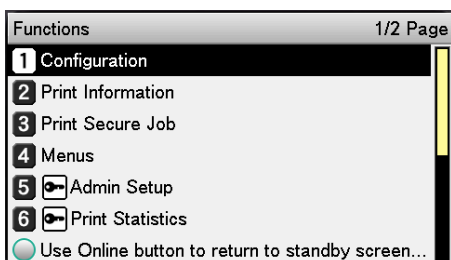 Functions 1/2 Page
1 Configuration
2 Print Information
3 Print Secure Job
4 Menus
5 Admin Setup
6 Print Statistics
Use Online button to return to standby screen...